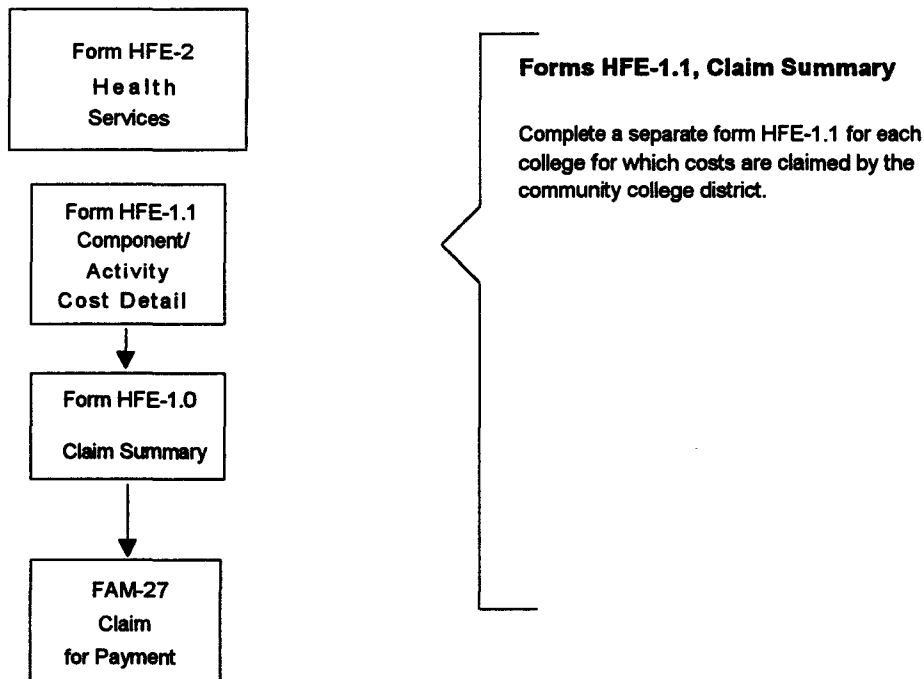 Form HFE-2
Health
Services
Form HFE-1.1
Component/
Activity
Cost Detail
Form HFE-1.0
Claim Summary
FAM-27
Claim
for Payment
Forms HFE-1.1, Claim Summary
Complete a separate form HFE-1.1 for each
college for which costs are claimed by the
community college district.